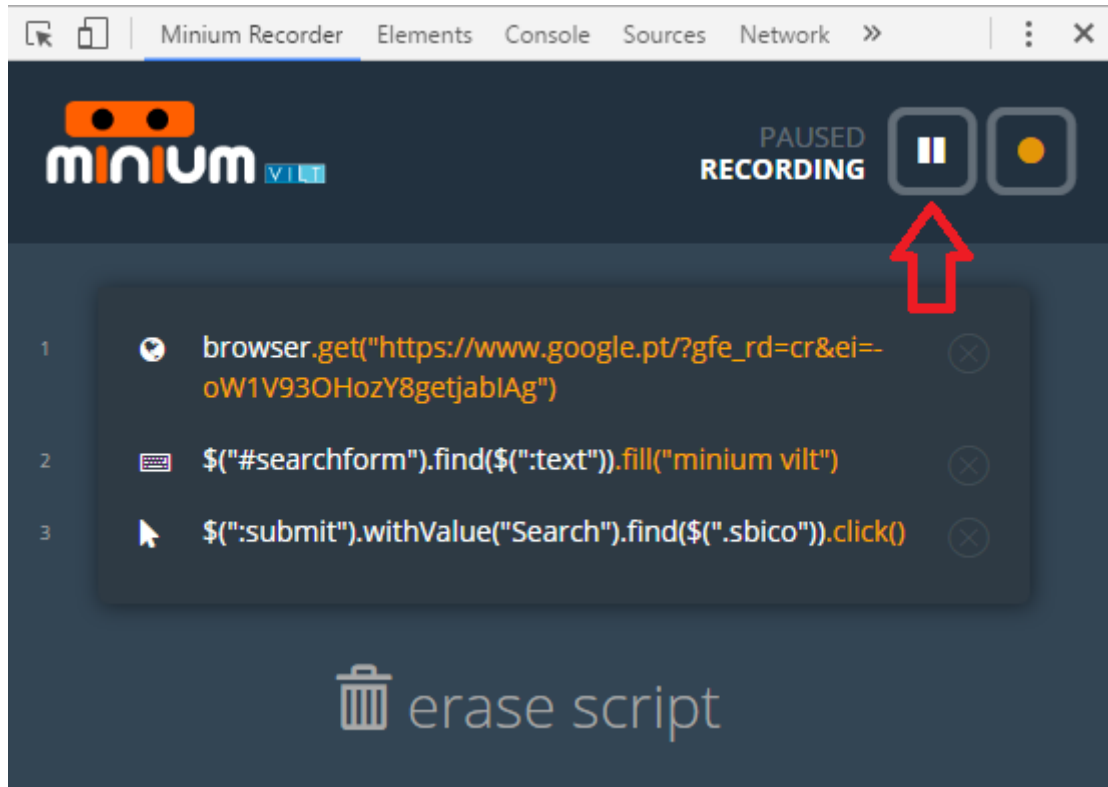 Minium Recorder Elements Console Sources Network »
minium VILT
PAUSED
RECORDING
1 browser.get("https://www.google.pt/?gfe_rd=cr&ei=-
oW1V93OHozY8getjabIAg")
2 $("#searchform").find($(":text")).fill("minium vilt")
3 $(":submit").withValue("Search").find($(".sbico")).click()
erase script